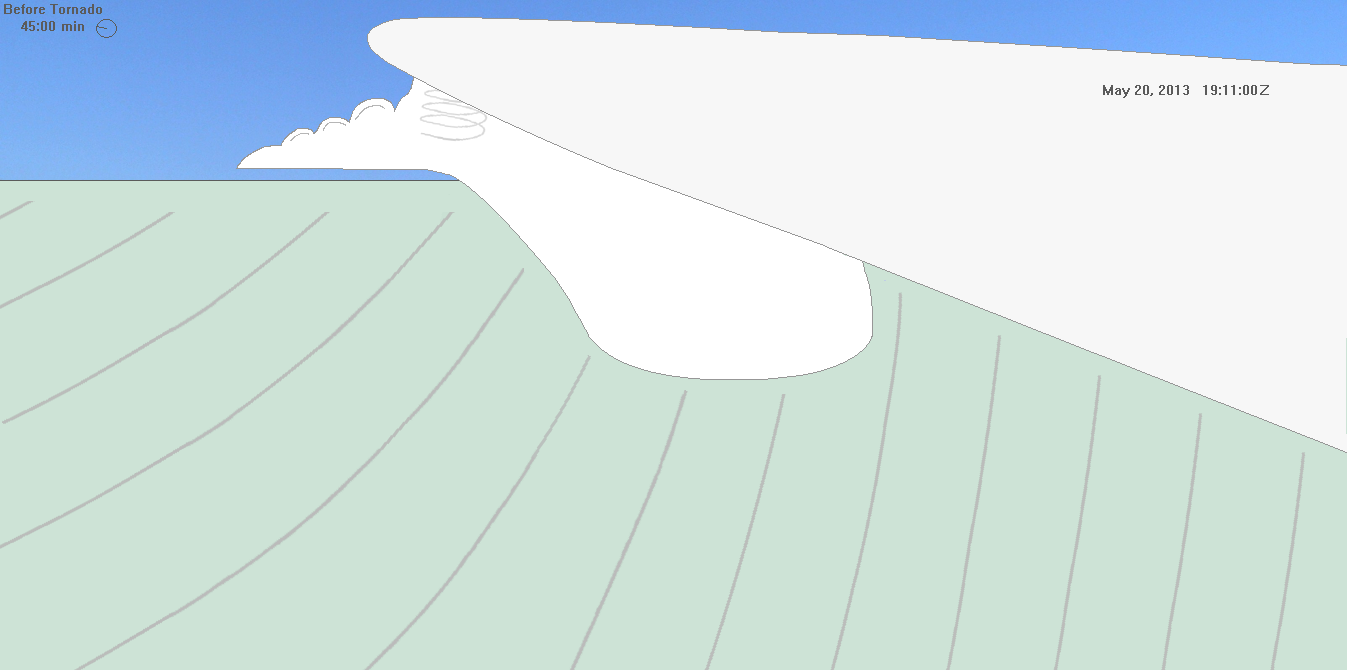 Before Tornado
45:00 min
May 20, 2013 19:11:00Z